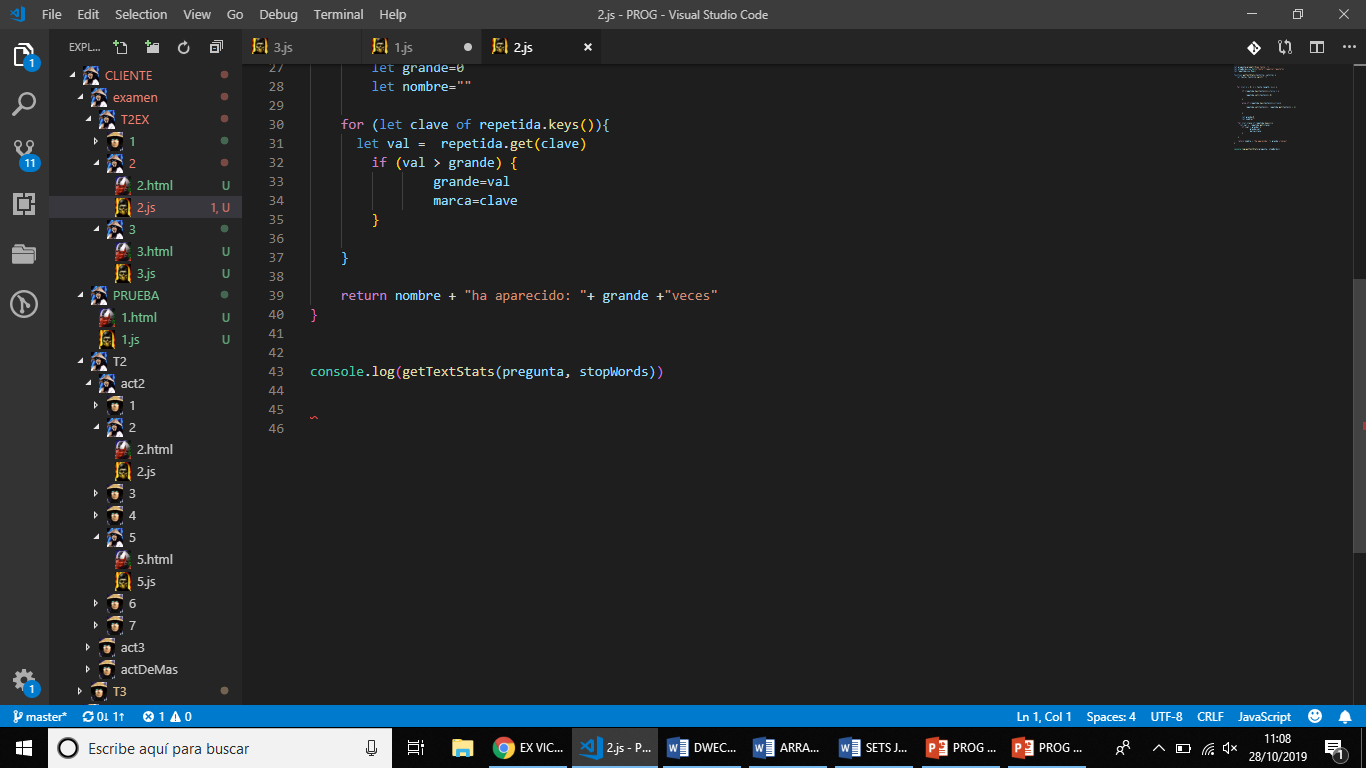 File Edit Selection View Go Debug Terminal Help
2.js - PROG - Visual Studio Code
EXPL...
3.js
1.js
2.js
CLIENTE
examen
T2EX
1
2
2.html U
2.js 1, U
3
3.html U
3.js U
PRUEBA
1.html U
1.js U
T2
act2
1
2
2.html
2.js
3
4
5
5.html
5.js
6
7
act3
actDeMas
T3
1
11
1
27 let grande=0
28 let nombre=""
29
30 for (let clave of repetida.keys()){
31 let val =  repetida.get(clave)
32 if (val > grande) {
33 grande=val
34 marca=clave
35 }
36
37 }
38
39 return nombre + "ha aparecido: "+ grande +"veces"
40 }
41
42
43 console.log(getTextStats(pregunta, stopWords))
44
45
46
master* 0↓ 1↑ 1 0
Ln 1, Col 1 Spaces: 4 UTF-8 CRLF JavaScript
Escribe aquí para buscar
EX VIC...
2.js - P...
DWEC...
ARRA...
SETS J...
PROG ...
PROG ...
11:08
28/10/2019
1